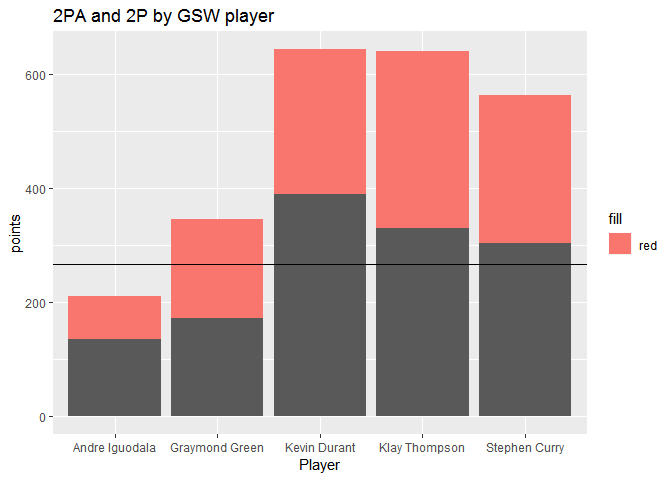 2PA and 2P by GSW player
points
600
400
200
0
Andre Iguodala Graymond Green Kevin Durant Klay Thompson Stephen Curry
Player
fill
red